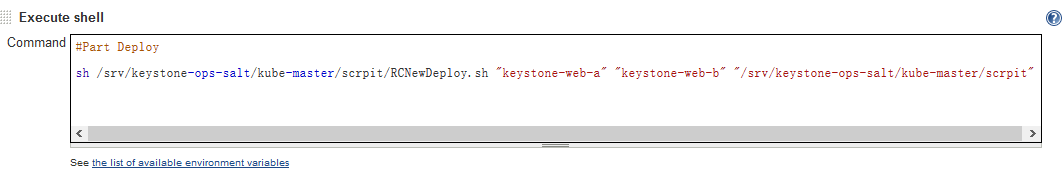 Execute shell
Command
#Part Deploy
sh /srv/keystone-ops-salt/kube-master/scrpit/RCNewDeploy.sh "keystone-web-a" "keystone-web-b" "/srv/keystone-ops-salt/kube-master/scrpit"
See the list of available environment variables